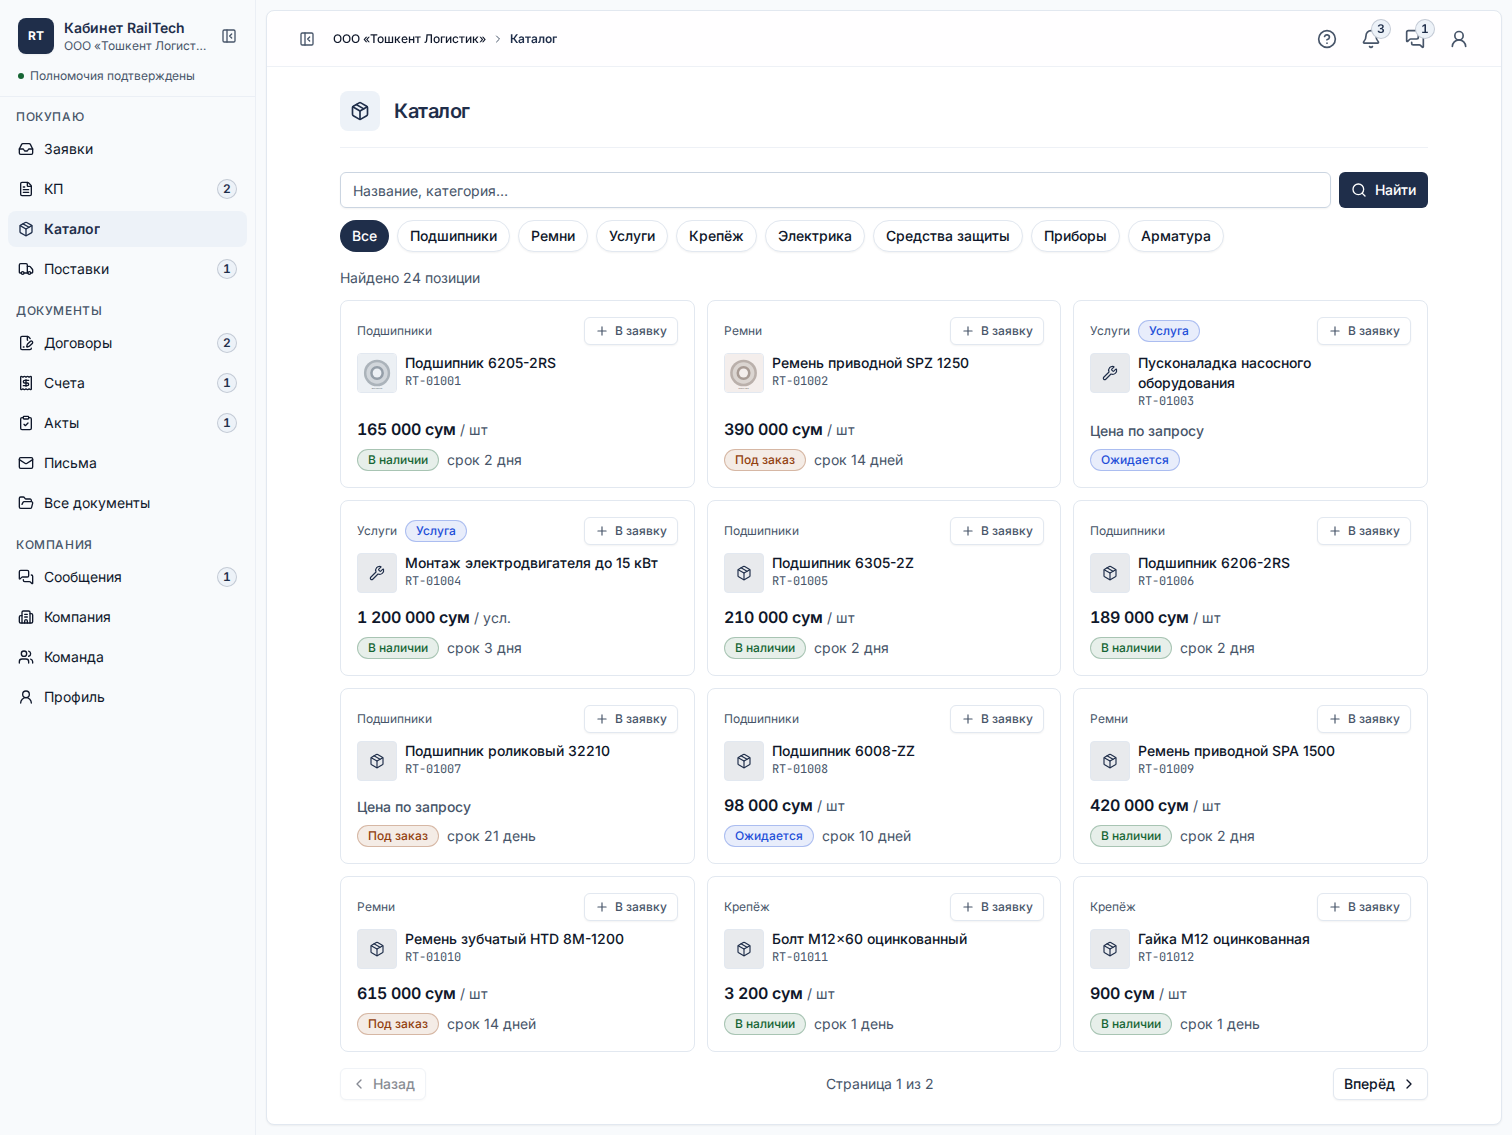 RT
Кабинет RailTech
ООО «Тошкент Логист...
Полномочия подтверждены
ПОКУПАЮ
Заявки
КП 2
Каталог
Поставки 1
ДОКУМЕНТЫ
Договоры 2
Счета 1
Акты 1
Письма
Все документы
КОМПАНИЯ
Сообщения 1
Компания
Команда
Профиль
ООО «Тошкент Логистик» > Каталог
3
1
Каталог
Название, категория...
Найти
Все Подшипники Ремни Услуги Крепёж Электрика Средства защиты Приборы Арматура
Найдено 24 позиции
Подшипники + В заявку
Подшипник 6205-2RS
RT-01001
165 000 сум / шт
В наличии срок 2 дня
Ремни + В заявку
Ремень приводной SPZ 1250
RT-01002
390 000 сум / шт
Под заказ срок 14 дней
Услуги Услуга + В заявку
Пусконаладка насосного
оборудования
RT-01003
Цена по запросу
Ожидается
Услуги Услуга + В заявку
Монтаж электродвигателя до 15 кВт
RT-01004
1 200 000 сум / усл.
В наличии срок 3 дня
Подшипники + В заявку
Подшипник 6305-2Z
RT-01005
210 000 сум / шт
В наличии срок 2 дня
Подшипники + В заявку
Подшипник 6206-2RS
RT-01006
189 000 сум / шт
В наличии срок 2 дня
Подшипники + В заявку
Подшипник роликовый 32210
RT-01007
Цена по запросу
Под заказ срок 21 день
Подшипники + В заявку
Подшипник 6008-ZZ
RT-01008
98 000 сум / шт
Ожидается срок 10 дней
Ремни + В заявку
Ремень приводной SPA 1500
RT-01009
420 000 сум / шт
В наличии срок 2 дня
Ремни + В заявку
Ремень зубчатый HTD 8M-1200
RT-01010
615 000 сум / шт
Под заказ срок 14 дней
Крепёж + В заявку
Болт М12×60 оцинкованный
RT-01011
3 200 сум / шт
В наличии срок 1 день
Крепёж + В заявку
Гайка М12 оцинкованная
RT-01012
900 сум / шт
В наличии срок 1 день
Назад
Страница 1 из 2
Вперёд